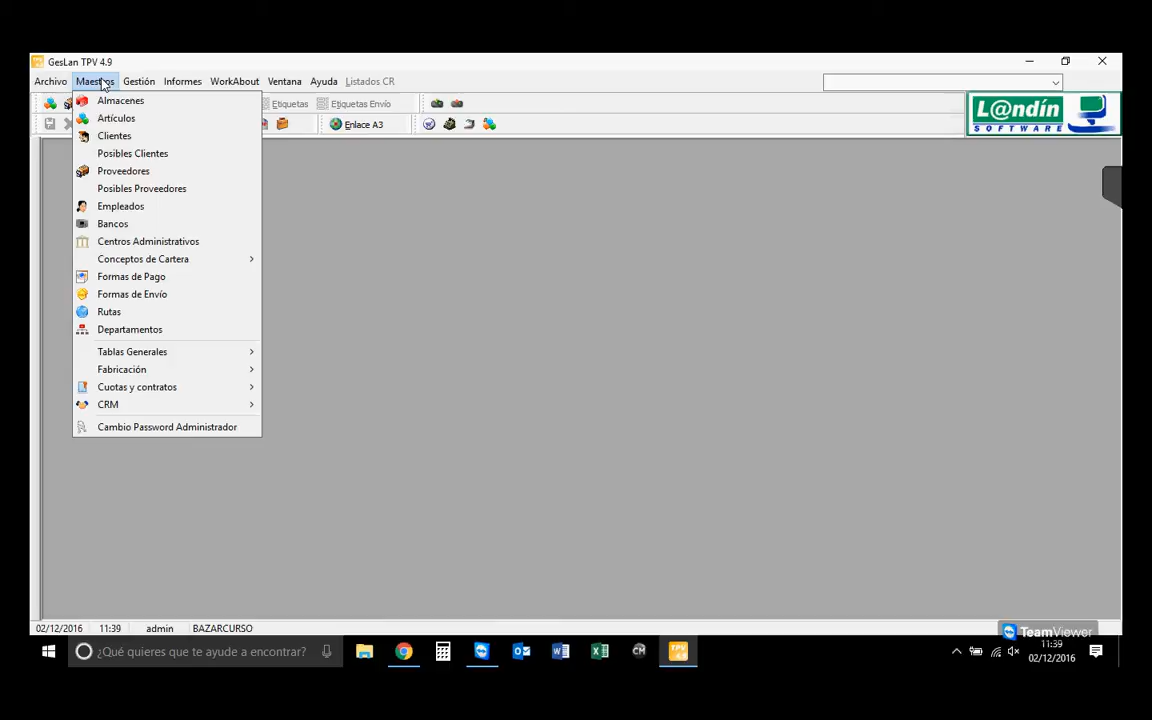 GesLan TPV 4.9
Archivo Maestros Gestión Informes WorkAbout Ventana Ayuda Listados CR
Etiquetas Etiquetas Envío
Enlace A3
L@ndín
SOFTWARE
Almacenes
Artículos
Clientes
Posibles Clientes
Proveedores
Posibles Proveedores
Empleados
Bancos
Centros Administrativos
Conceptos de Cartera
Formas de Pago
Formas de Envío
Rutas
Departamentos
Tablas Generales
Fabricación
Cuotas y contratos
CRM
Cambio Password Administrador
02/12/2016 11:39 admin BAZARCURSO
TeamViewer
¿Qué quieres que te ayude a encontrar?
TPV
4.9
11:39
02/12/2016